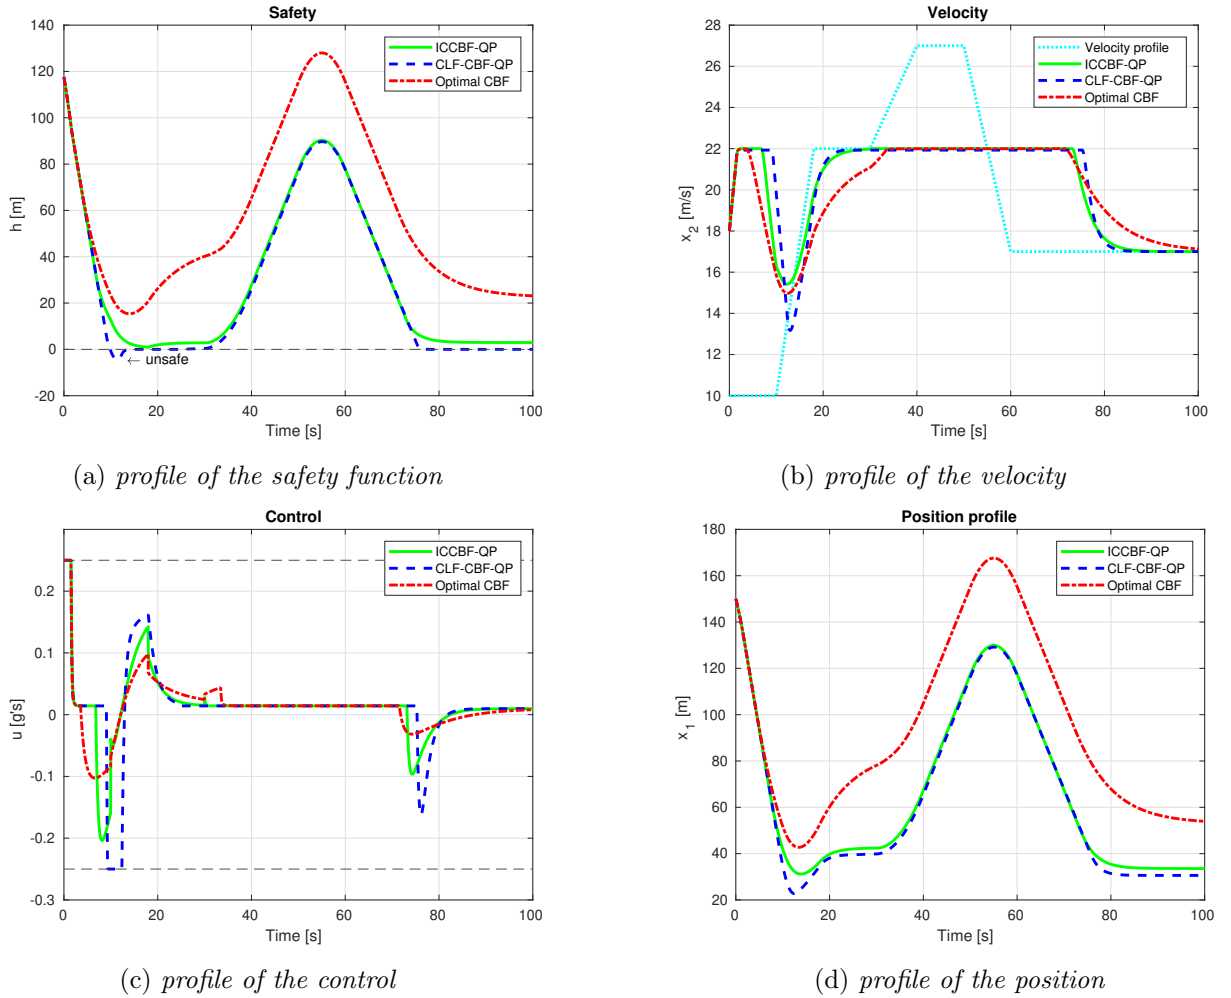 Safety
140
120
100
80
60
40
20
0
-20
h [m]
ICCBF-QP
CLF-CBF-QP
Optimal CBF
← unsafe
0 20 40 60 80 100
Time [s]
(a) profile of the safety function
Velocity
28
26
24
22
20
18
16
14
12
10
x2 [m/s]
Velocity profile
ICCBF-QP
CLF-CBF-QP
Optimal CBF
0 20 40 60 80 100
Time [s]
(b) profile of the velocity
Control
0.2
0.1
0
-0.1
-0.2
-0.3
u [g's]
ICCBF-QP
CLF-CBF-QP
Optimal CBF
0 20 40 60 80 100
Time [s]
(c) profile of the control
Position profile
180
160
140
120
100
80
60
40
20
x1 [m]
ICCBF-QP
CLF-CBF-QP
Optimal CBF
0 20 40 60 80 100
Time [s]
(d) profile of the position